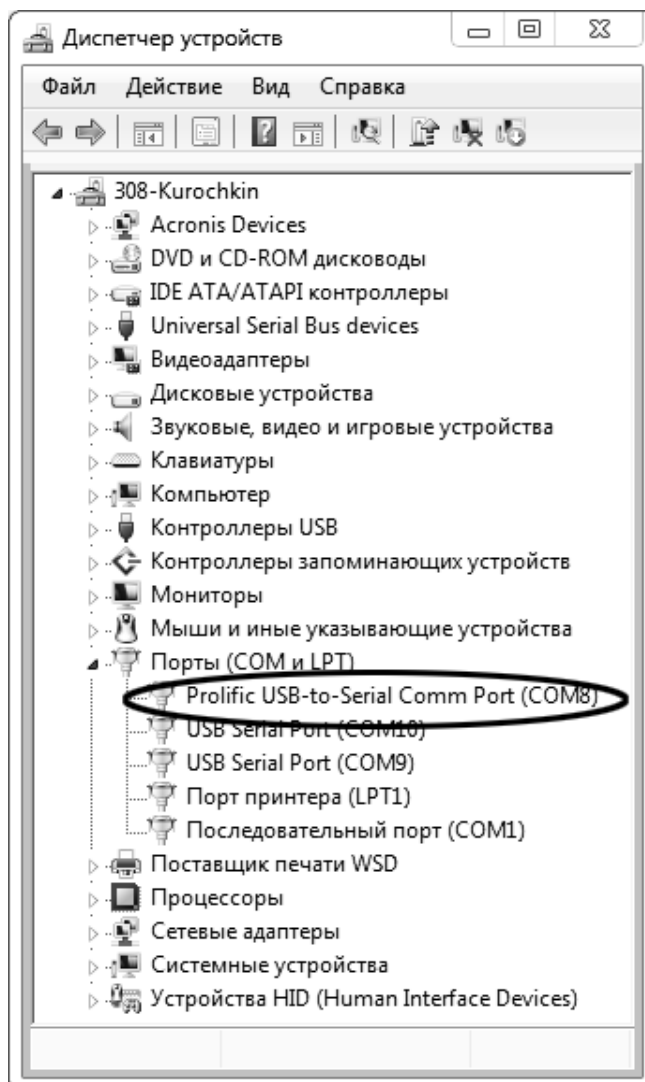 Диспетчер устройств
Файл Действие Вид Справка
308-Kurochkin
Acronis Devices
DVD и CD-ROM дисководы
IDE ATA/ATAPI контроллеры
Universal Serial Bus devices
Видеоадаптеры
Дисковые устройства
Звуковые, видео и игровые устройства
Клавиатуры
Компьютер
Контроллеры USB
Контроллеры запоминающих устройств
Мониторы
Мыши и иные указывающие устройства
Порты (COM и LPT)
Prolific USB-to-Serial Comm Port (COM8)
USB Serial Port (COM10)
USB Serial Port (COM9)
Порт принтера (LPT1)
Последовательный порт (COM1)
Поставщик печати WSD
Процессоры
Сетевые адаптеры
Системные устройства
Устройства HID (Human Interface Devices)